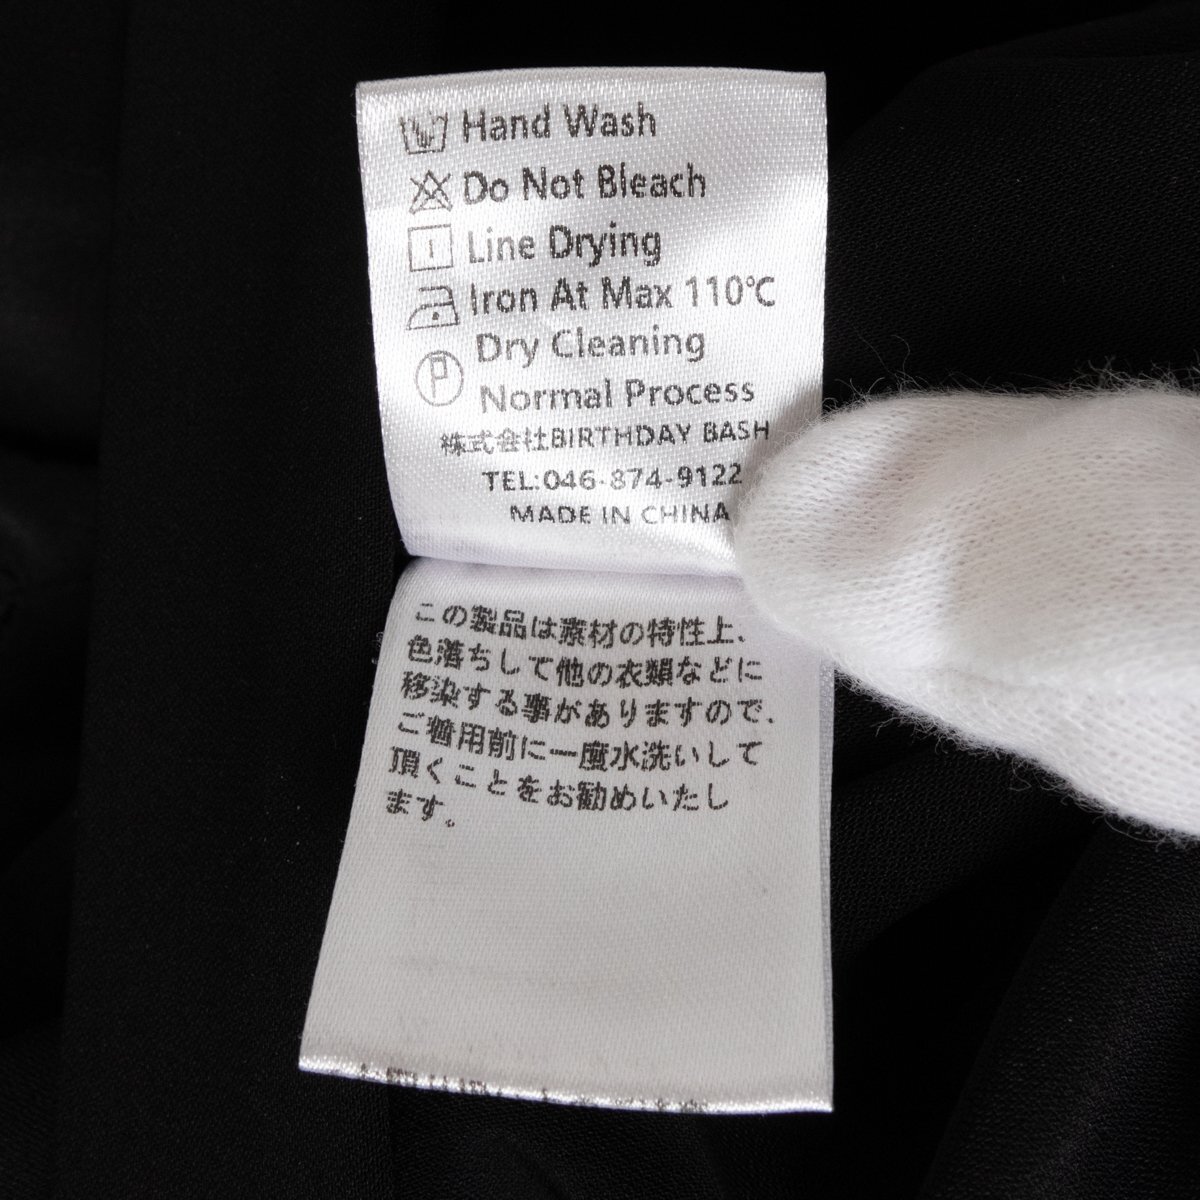 Hand Wash
Do Not Bleach
Line Drying
Iron At Max 110℃
Dry Cleaning
P
Normal Process
株式会社BIRTHDAY BASH
TEL:046-874-9122
MADE IN CHINA
この製品は素材の特性上、
色落ちして他の衣類などに
移染する事がありますので、
ご着用前に一度水洗いして
頂くことをお勧めいたし
ます。